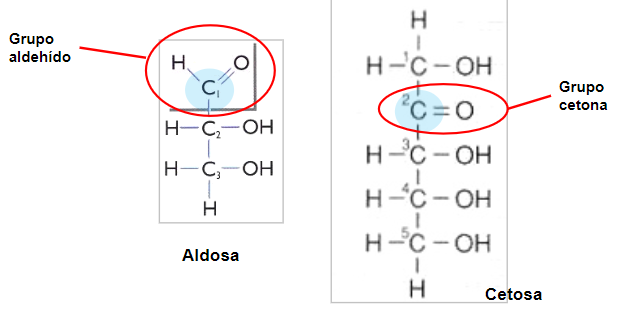 Grupo
aldehído
H O
C1
H-C2-OH
H-C3-OH
H
Aldosa
H
H-1C-OH
2C=O
H-3C-OH
H-4C-OH
H-5C-OH
H
Grupo
cetona
Cetosa